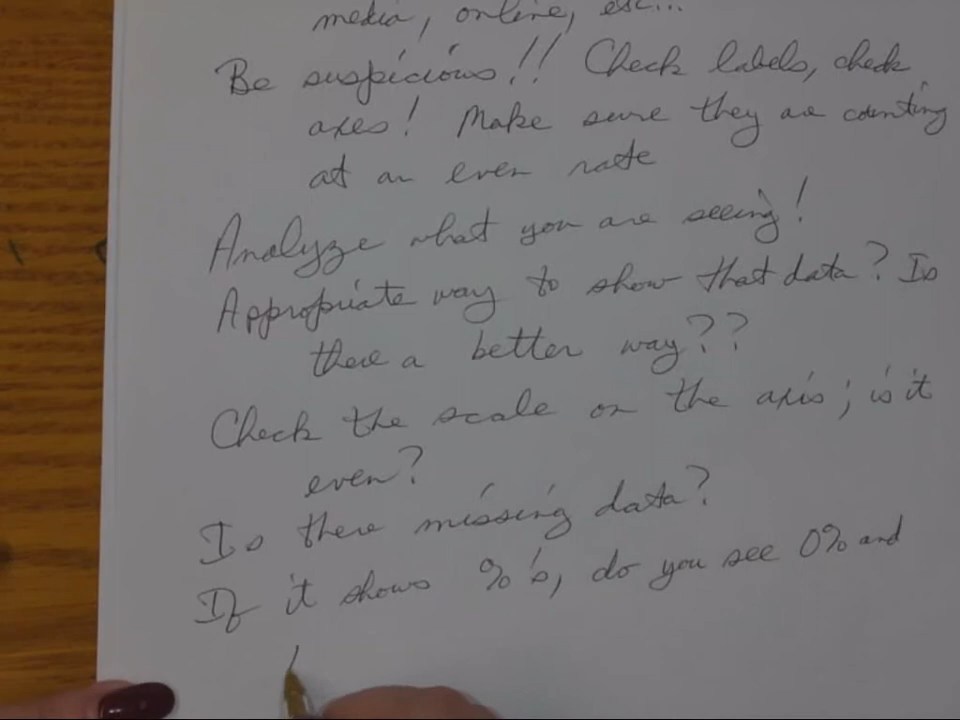 media, online, esc...
Be suspicious!! Check labels, check
axes! Make sure they are counting
at an even rate
Analyze what you are seeing!
Appropriate way to show that data? Is
there a better way??
Check the scale on the axis; is it
even?
Is there missing data?
If it shows %'s, do you see 0% and